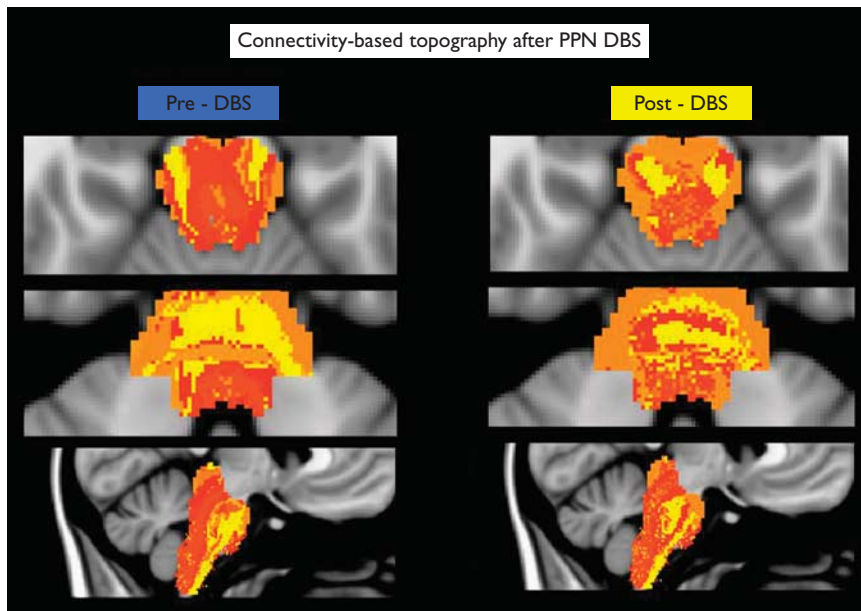 Connectivity-based topography after PPN DBS
Pre - DBS
Post - DBS